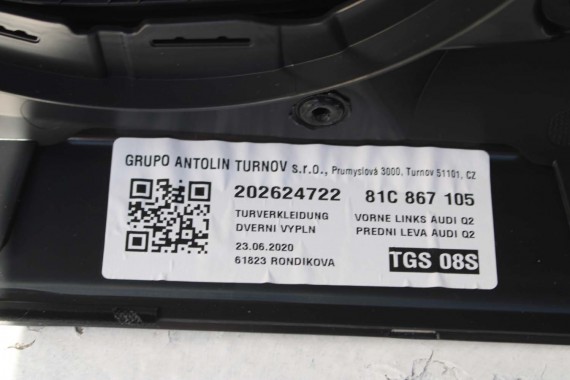 GRUPO ANTOLIN TURNOV s.r.o., Prumyslová 3000, Turnov 51101, CZ
202624722 81C 867 105
TURVERKLEIDUNG VORNE LINKS AUDI Q2
DVERNI VYPLN PREDNI LEVA AUDI Q2
23.06.2020
61823 RONDIKOVA TGS 08S